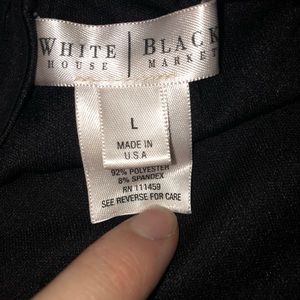 WHITE | BLACK
HOUSE | MARKET
L
MADE IN
U.S.A
92% POLYESTER
8% SPANDEX
RN 111459
SEE REVERSE FOR CARE